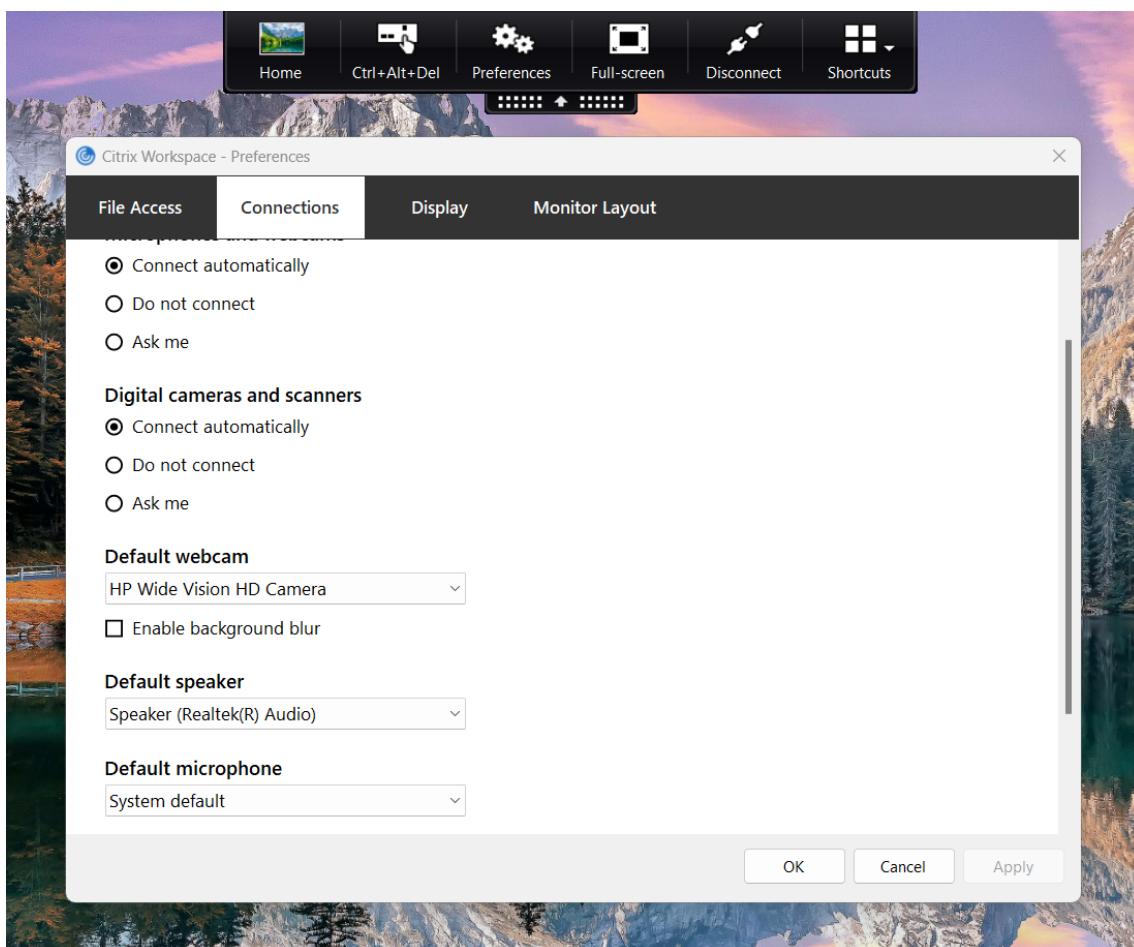 Home Ctrl+Alt+Del Preferences Full-screen Disconnect Shortcuts
Citrix Workspace - Preferences
File Access Connections Display Monitor Layout
Connect automatically
Do not connect
Ask me
Digital cameras and scanners
Connect automatically
Do not connect
Ask me
Default webcam
HP Wide Vision HD Camera
Enable background blur
Default speaker
Speaker (Realtek(R) Audio)
Default microphone
System default
OK Cancel Apply